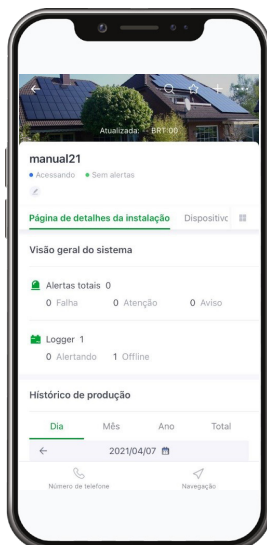 Atualizada: -- BRT:00
manual21
Acessando Sem alertas
Página de detalhes da instalação Dispositivc
Visão geral do sistema
Alertas totais 0
0 Falha 0 Atenção 0 Aviso
Logger 1
0 Alertando 1 Offline
Histórico de produção
Dia Mês Ano Total
2021/04/07
Número de telefone Navegação